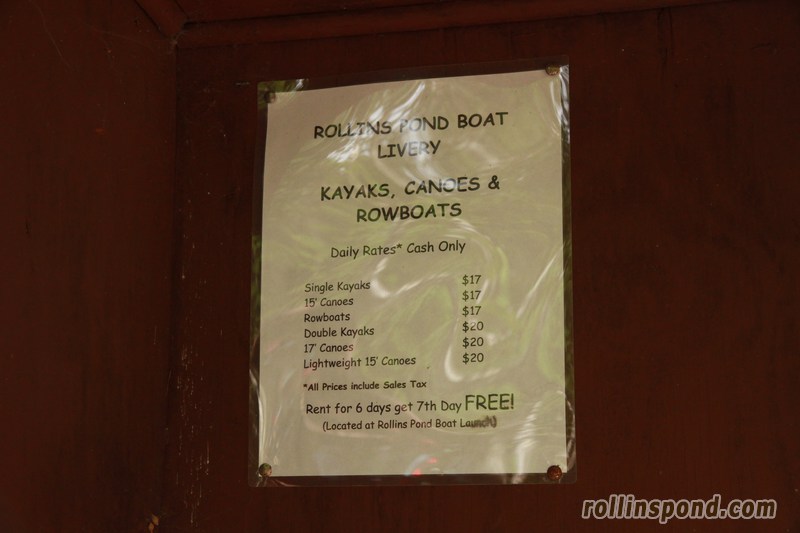 ROLLINS POND BOAT
LIVERY
KAYAKS, CANOES &
ROWBOATS
Daily Rates* Cash Only
Single Kayaks $17
15' Canoes $17
Rowboats $17
Double Kayaks $20
17' Canoes $20
Lightweight 15' Canoes $20
*All Prices include Sales Tax
Rent for 6 days get 7th Day FREE!
(Located at Rollins Pond Boat Launch)
rollinspond.com